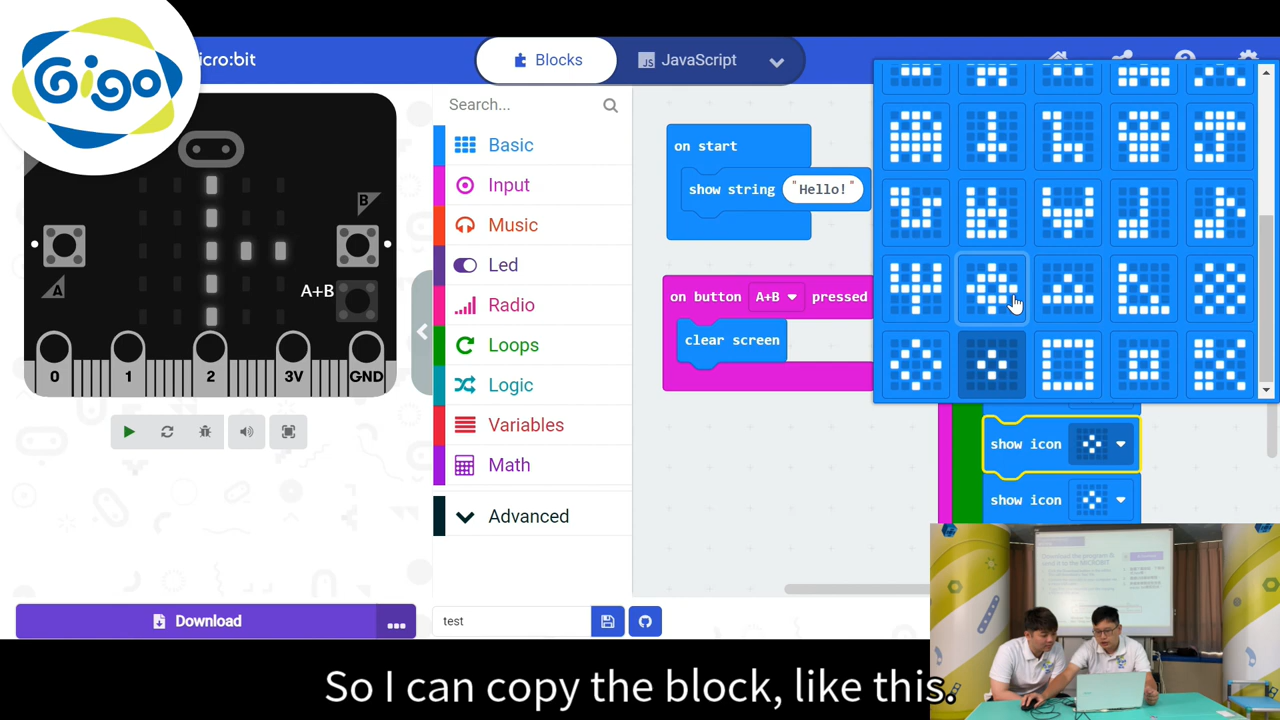 Gigo
micro:bit
Blocks
JS JavaScript
Search...
Basic
Input
Music
Led
Radio
Loops
Logic
Variables
Math
Advanced
on start
show string "Hello!"
on button A+B pressed
clear screen
show icon
show icon
A
B
A+B
0 1 2 3V GND
Download
...
test
So I can copy the block, like this.